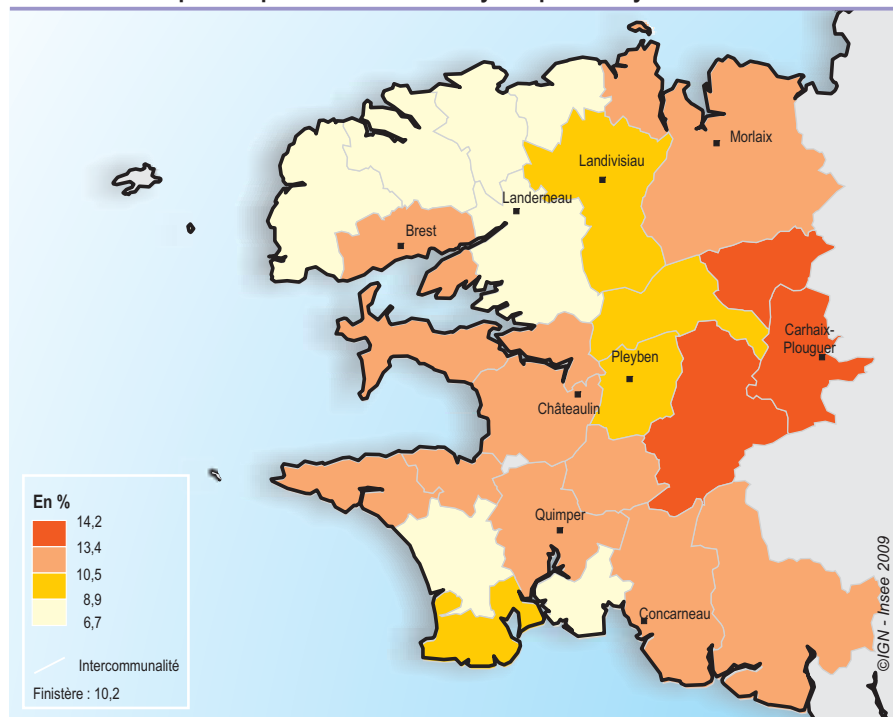 Morlaix
Landivisiau
Landerneau
Brest
Carhaix-
Plouguer
Pleyben
Châteaulin
Quimper
Concarneau
En %
14,2
13,4
10,5
8,9
6,7
Intercommunalité
Finistère : 10,2
©IGN - Insee 2009